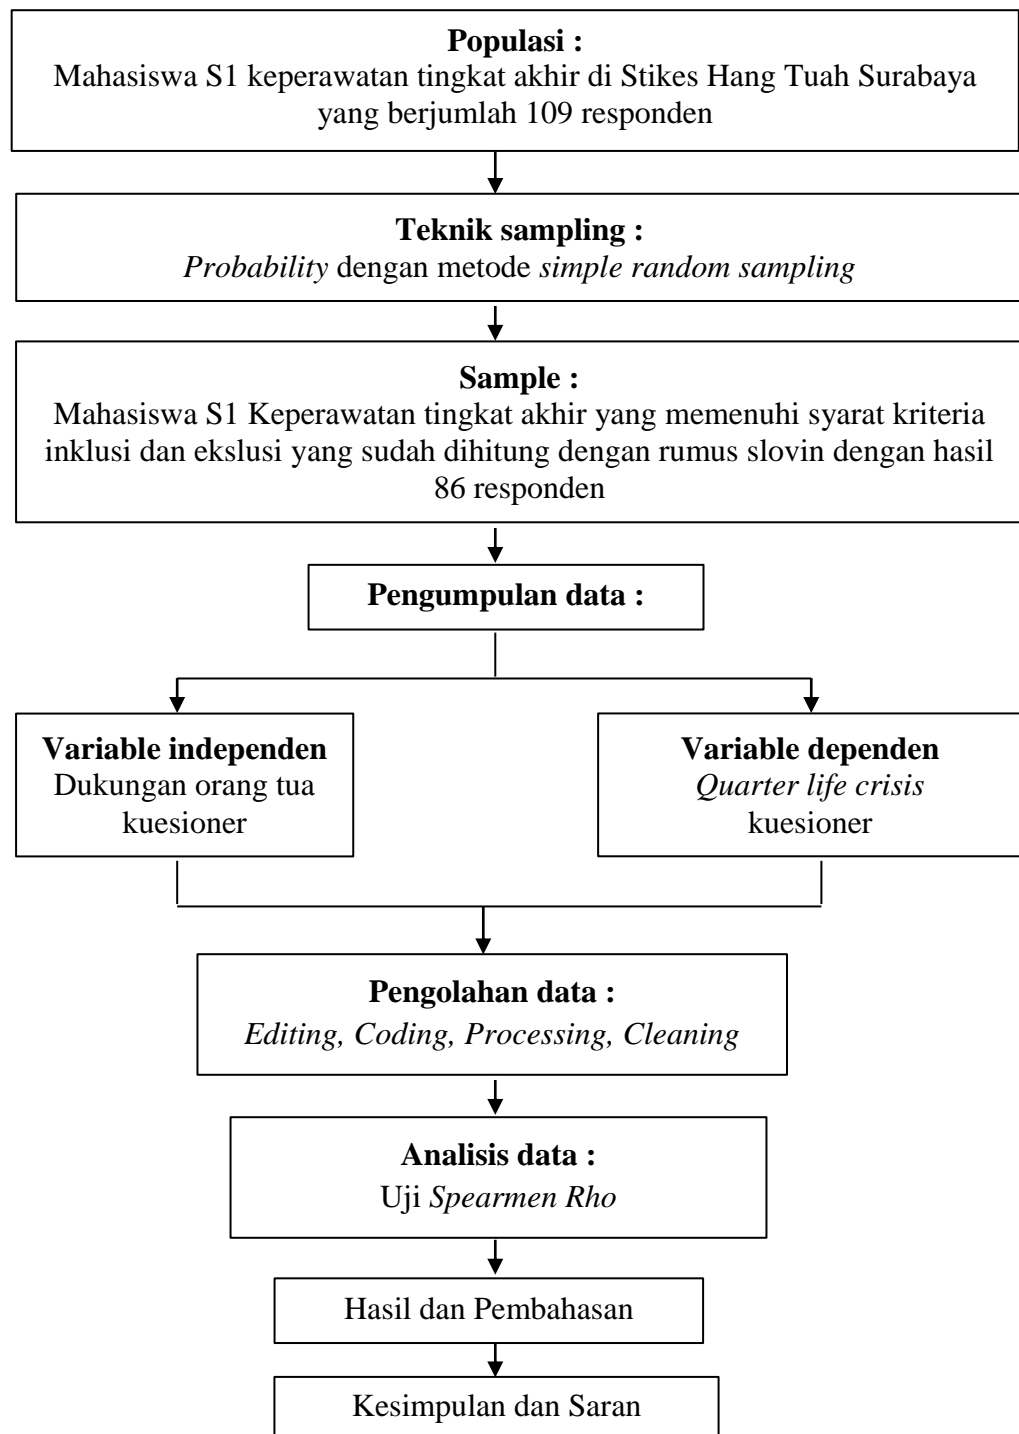 Populasi :
Mahasiswa S1 keperawatan tingkat akhir di Stikes Hang Tuah Surabaya
yang berjumlah 109 responden
Teknik sampling :
Probability dengan metode simple random sampling
Sample :
Mahasiswa S1 Keperawatan tingkat akhir yang memenuhi syarat kriteria
inklusi dan ekslusi yang sudah dihitung dengan rumus slovin dengan hasil
86 responden
Pengumpulan data :
Variable independen
Dukungan orang tua
kuesioner
Variable dependen
Quarter life crisis
kuesioner
Pengolahan data :
Editing, Coding, Processing, Cleaning
Analisis data :
Uji Spearmen Rho
Hasil dan Pembahasan
Kesimpulan dan Saran